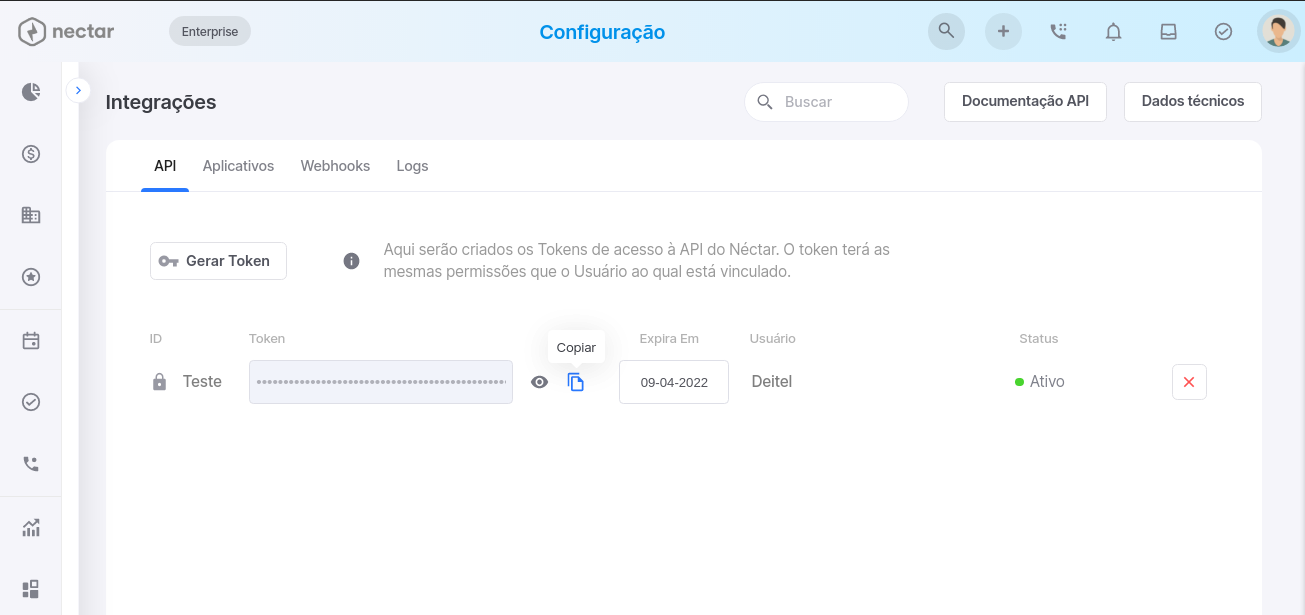 nectar
Enterprise
Configuração
Integrações
Buscar
Documentação API
Dados técnicos
API
Aplicativos
Webhooks
Logs
Gerar Token
Aqui serão criados os Tokens de acesso à API do Néctar. O token terá as
mesmas permissões que o Usuário ao qual está vinculado.
ID
Token
Copiar
Expira Em
Usuário
Status
Teste
09-04-2022
Deitel
Ativo